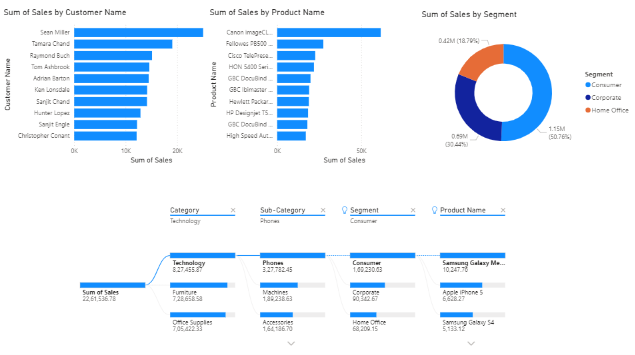 Sum of Sales by Customer Name
Customer Name
Sean Miller
Tamara Chand
Raymond Buch
Tom Ashbrook
Adrian Barton
Ken Lonsdale
Sanjit Chand
Hunter Lopez
Sanjit Engle
Christopher Conant
0K 10K 20K
Sum of Sales
Sum of Sales by Product Name
Product Name
Canon imageCL...
Fellowes PB500 ...
Cisco TelePrese...
HON 5400 Seri...
GBC DocuBind ...
GBC Ibimaster ...
Hewlett Packar...
HP Designjet T5...
GBC DocuBind ...
High Speed Aut...
0K 50K
Sum of Sales
Sum of Sales by Segment
0.42M (18.79%)
0.69M
(30.44%)
1.15M
(50.76%)
Segment
Consumer
Corporate
Home Office
Category
Technology
Sub-Category
Phones
Segment
Consumer
Product Name
Sum of Sales
22,61,536.78
Technology
8,27,455.87
Furniture
7,28,658.58
Office Supplies
7,05,422.33
Phones
3,27,782.45
Machines
1,89,238.63
Accessories
1,64,186.70
Consumer
1,69,230.63
Corporate
90,342.67
Home Office
68,209.15
Samsung Galaxy Me...
10,247.76
Apple iPhone 5
6,628.27
Samsung Galaxy S4
5,133.12